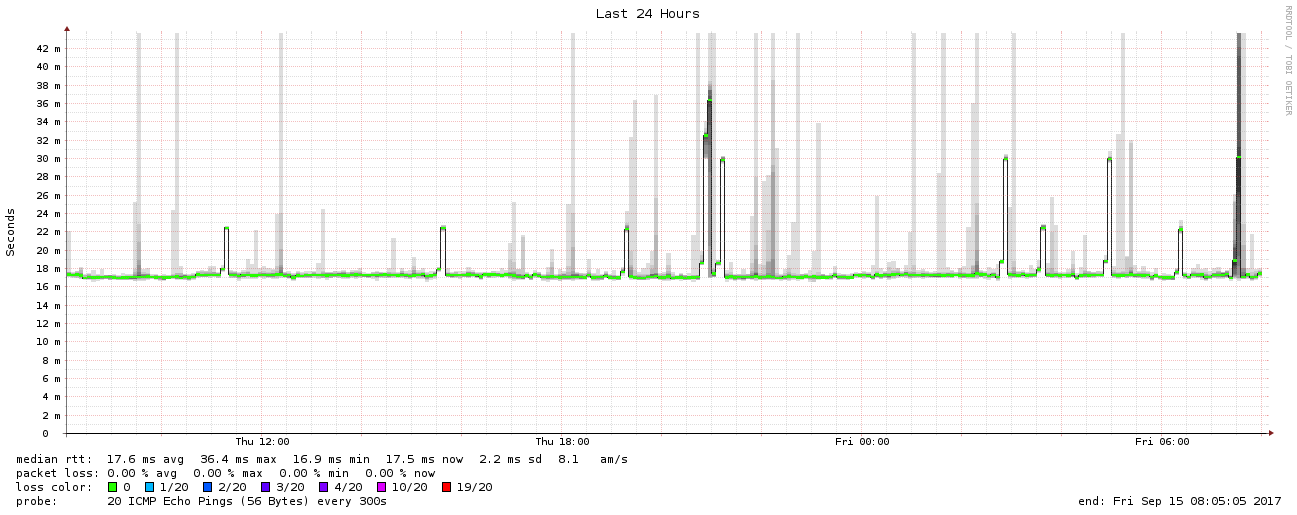 Last 24 Hours
RRDTOOL / TOBI OETIKER
Seconds
42 m
40 m
38 m
36 m
34 m
32 m
30 m
28 m
26 m
24 m
22 m
20 m
18 m
16 m
14 m
12 m
10 m
8 m
6 m
4 m
2 m
0
Thu 12:00 Thu 18:00 Fri 00:00 Fri 06:00
median rtt: 17.6 ms avg 36.4 ms max 16.9 ms min 17.5 ms now 2.2 ms sd 8.1 am/s
packet loss: 0.00 % avg 0.00 % max 0.00 % min 0.00 % now
loss color: 0 1/20 2/20 3/20 4/20 10/20 19/20
probe: 20 ICMP Echo Pings (56 Bytes) every 300s end: Fri Sep 15 08:05:05 2017